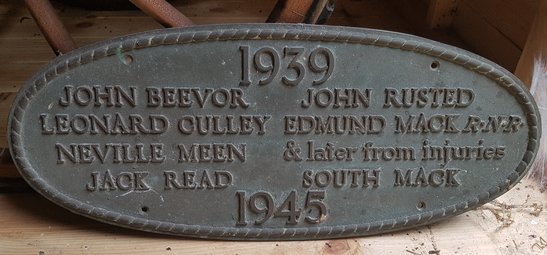 1939
JOHN BEEVOR JOHN RUSTED
LEONARD CULLEY EDMUND MACK R·N·R
NEVILLE MEEN & later from injuries
JACK READ SOUTH MACK
1945